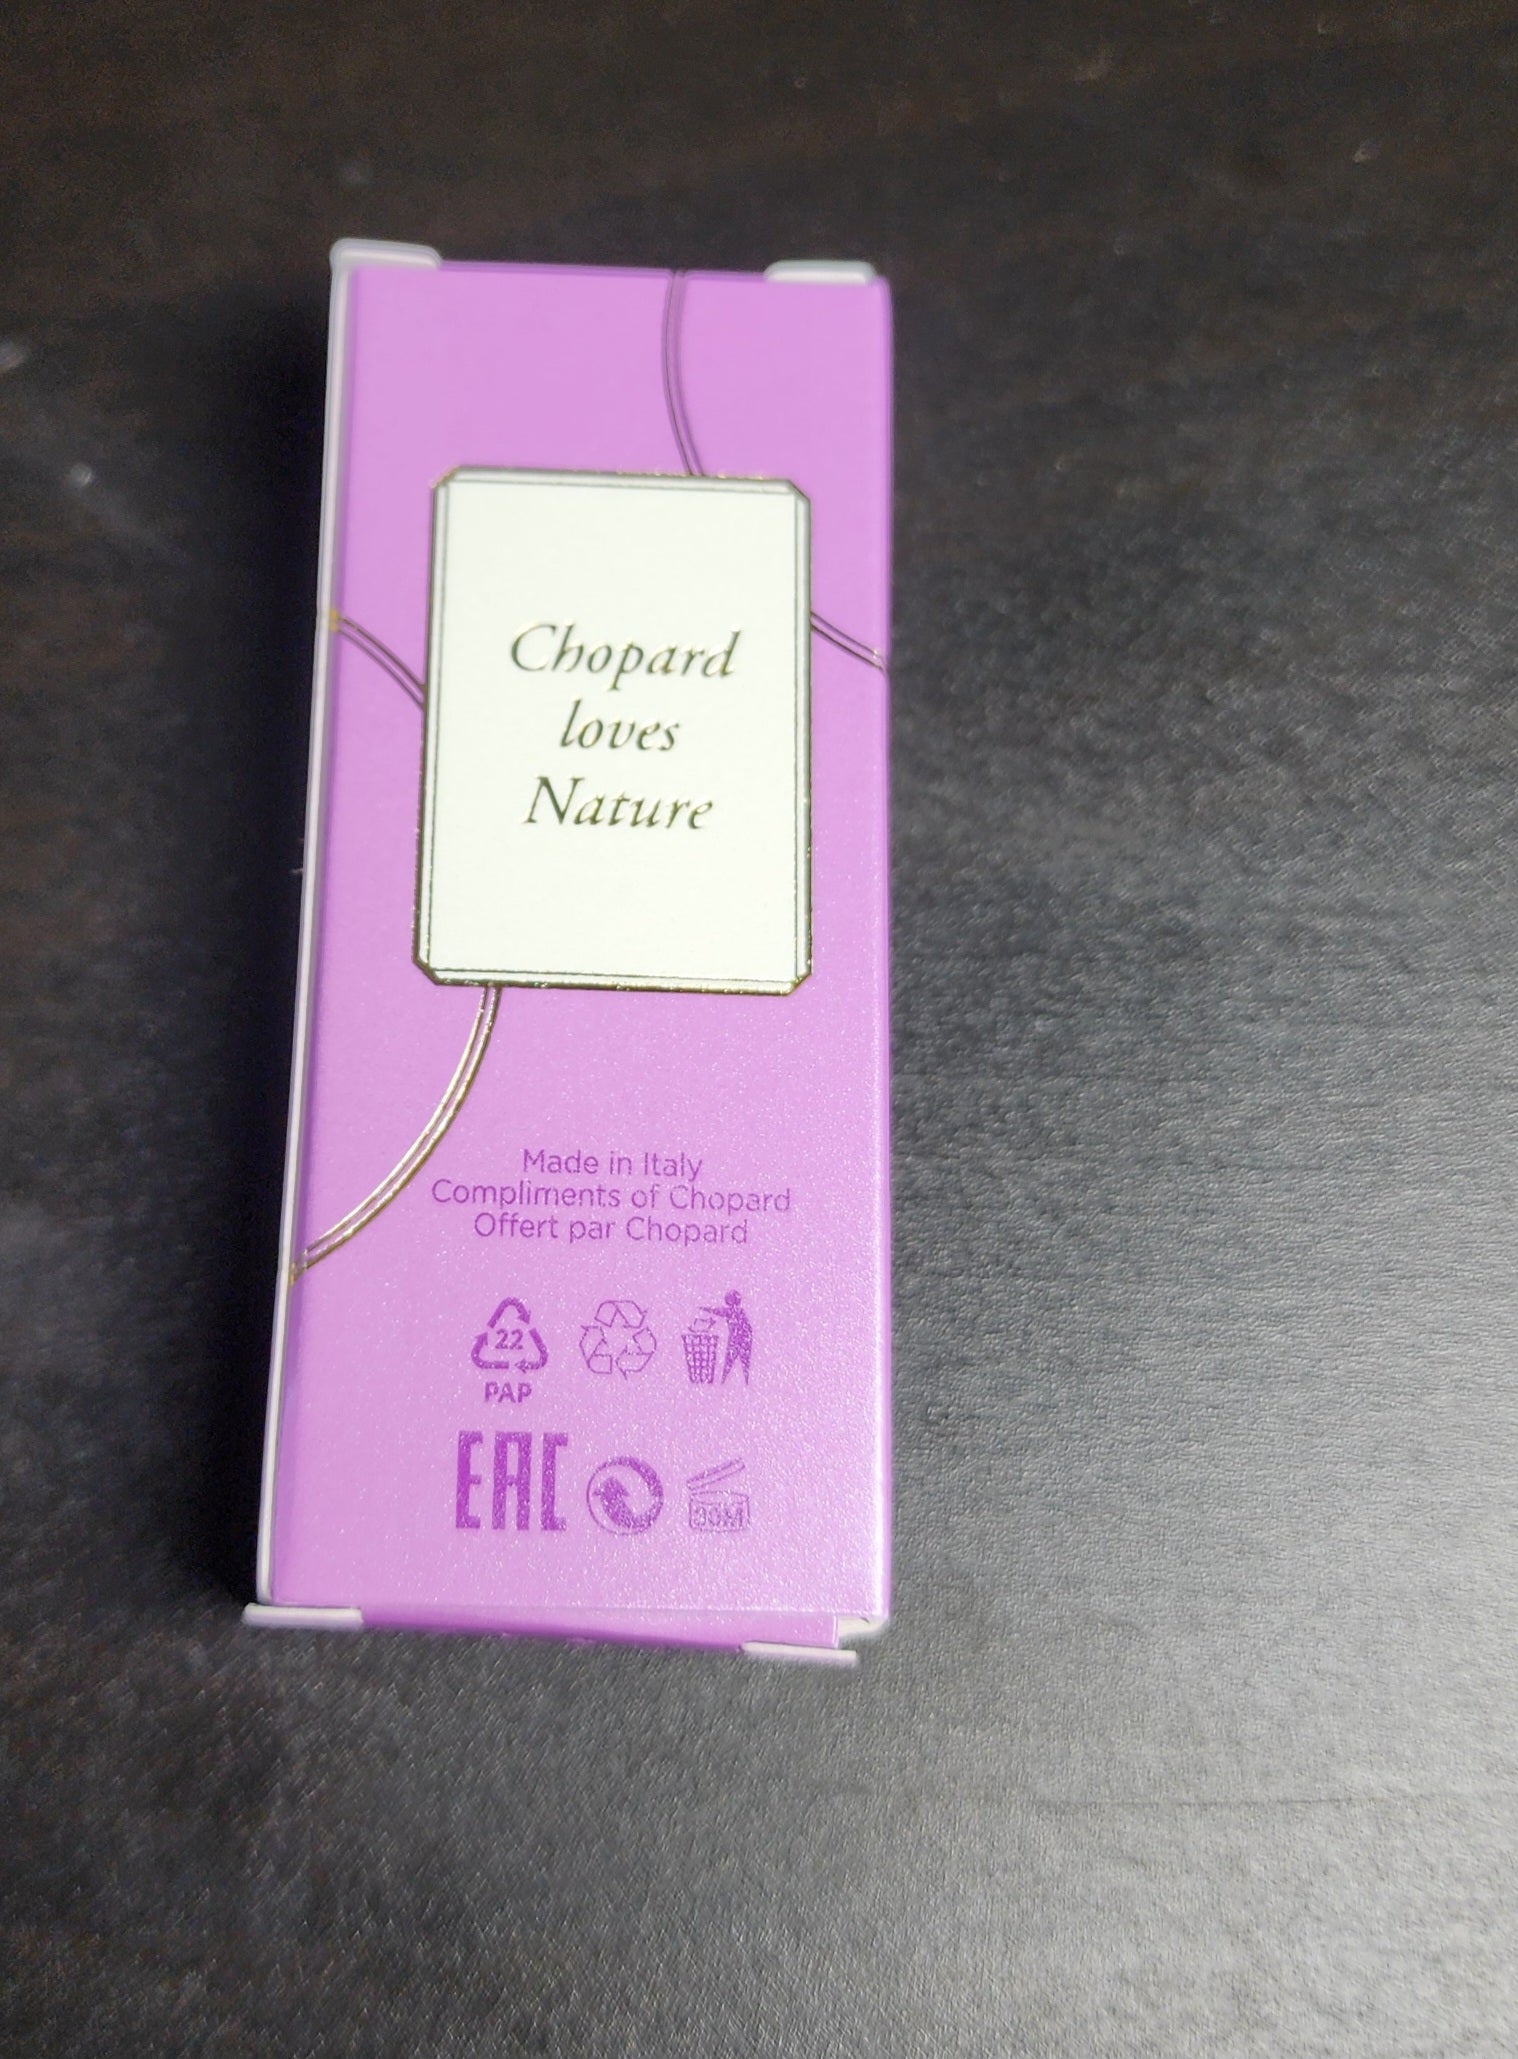 Chopard
loves
Nature
Made in Italy
Compliments of Chopard
Offert par Chopard
22
PAP
EAC
30M